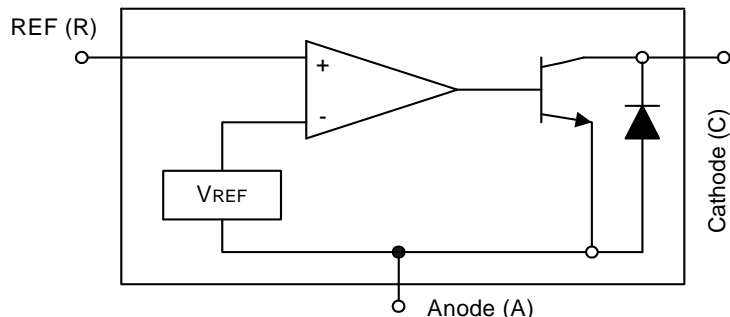 REF (R)
+
-
VREF
Cathode (C)
Anode (A)